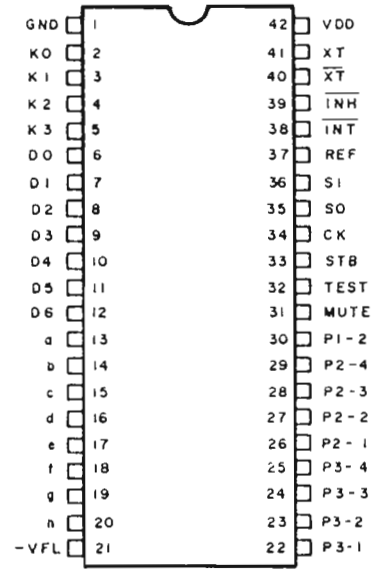 GND 1 42 VDD
K0 2 41 XT
K1 3 40 X̅T̅
K2 4 39 I̅N̅H̅
K3 5 38 I̅N̅T̅
D0 6 37 REF
D1 7 36 SI
D2 8 35 SO
D3 9 34 CK
D4 10 33 STB
D5 11 32 TEST
D6 12 31 MUTE
a 13 30 P1-2
b 14 29 P2-4
c 15 28 P2-3
d 16 27 P2-2
e 17 26 P2-1
f 18 25 P3-4
g 19 24 P3-3
h 20 23 P3-2
-VFL 21 22 P3-1